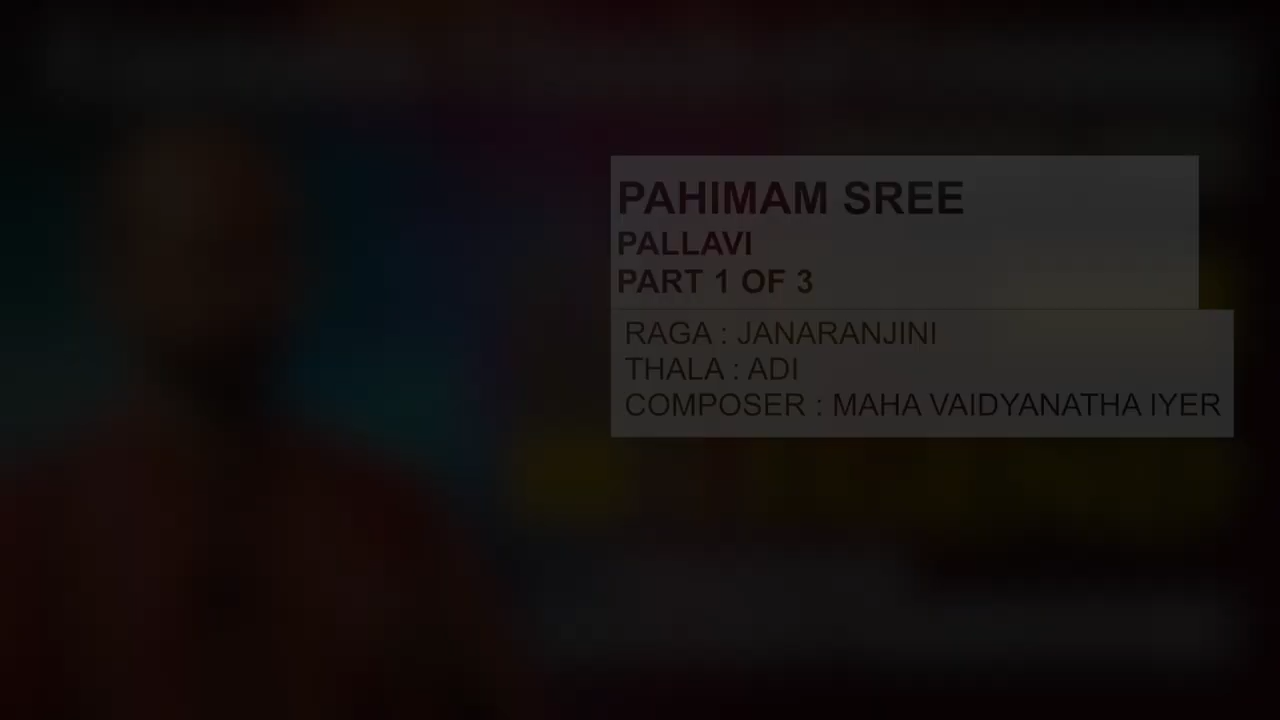 PAHIMAM SREE
PALLAVI
PART 1 OF 3
RAGA : JANARANJINI
THALA : ADI
COMPOSER : MAHA VAIDYANATHA IYER